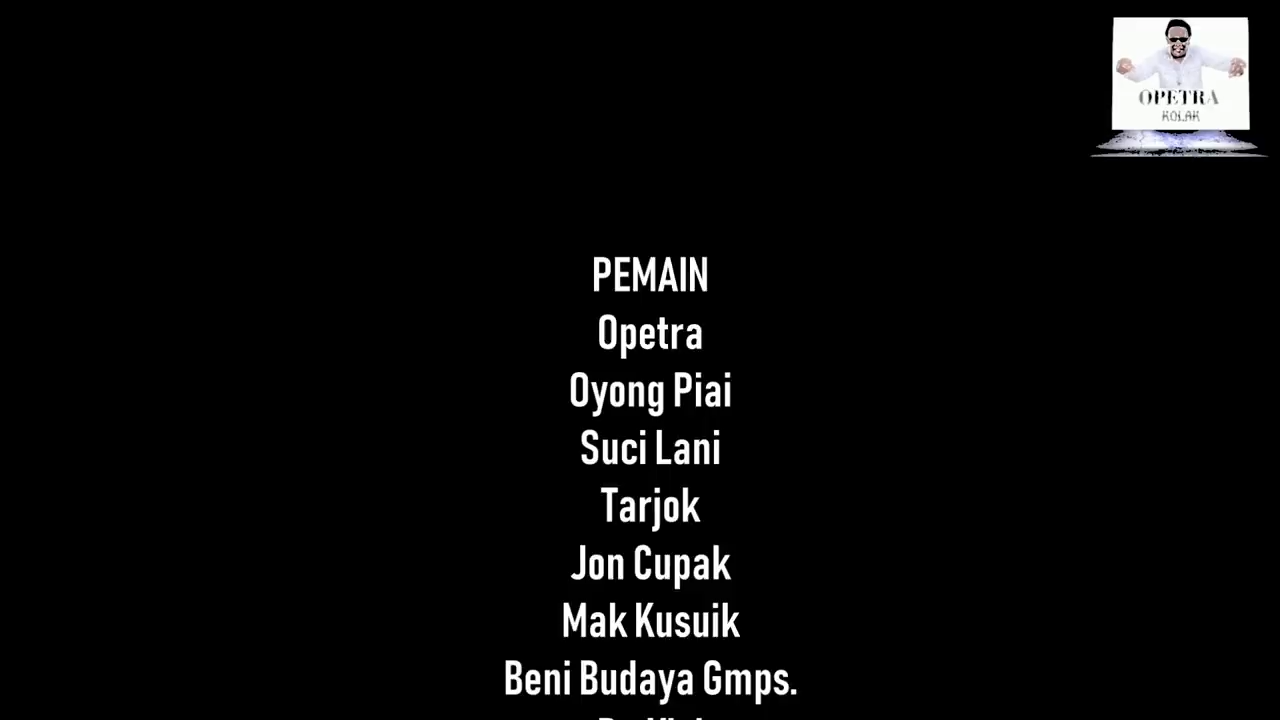 OPETRA
KOLAK
PEMAIN
Opetra
Oyong Piai
Suci Lani
Tarjok
Jon Cupak
Mak Kusuik
Beni Budaya Gmps.